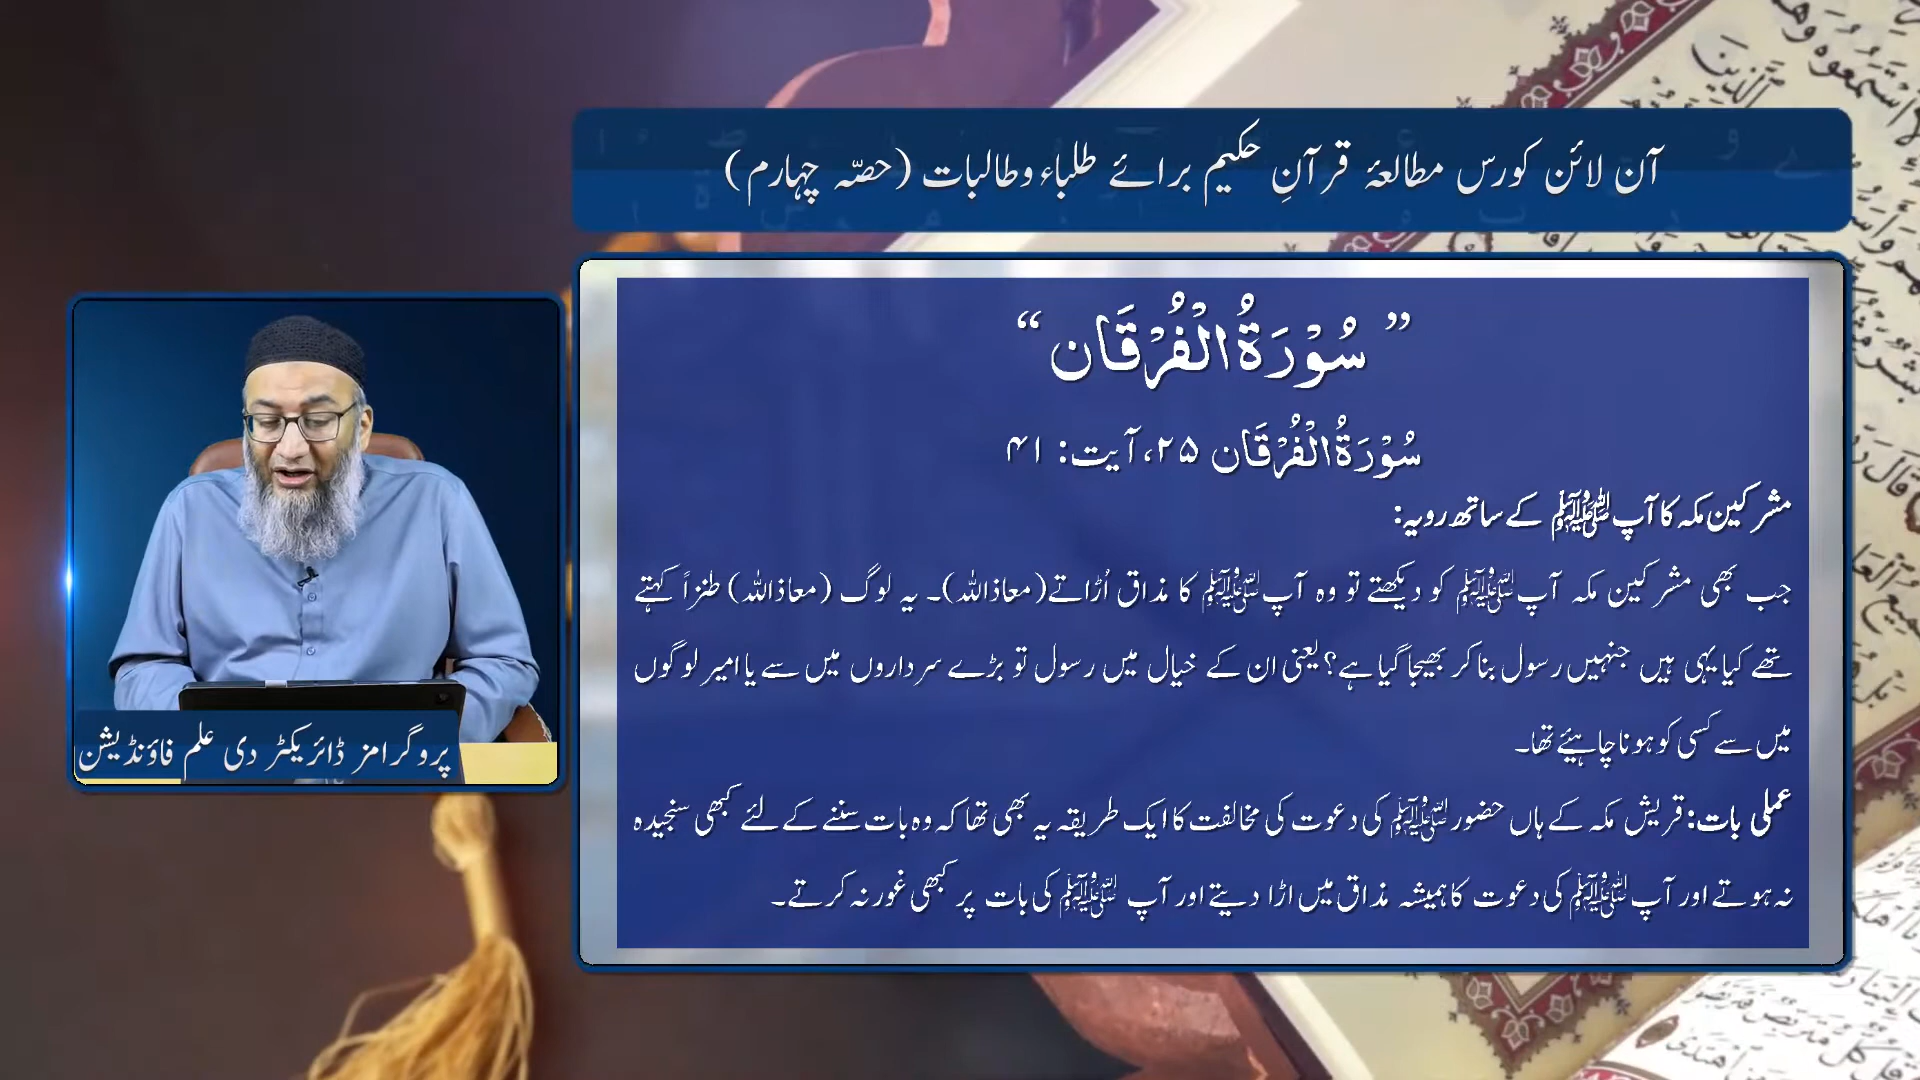 آن لائن کورس مطالعۂ قرآنِ حکیم برائے طلباء وطالبات (حصّہ چہارم)
” سُوْرَۃُ الْفُرْقَان “
سُوْرَۃُ الْفُرْقَان ۲۵، آیت: ۴۱
مشرکین مکہ کا آپ ﷺ کے ساتھ رویہ:
جب بھی مشرکین مکہ آپ ﷺ کو دیکھتے تو وہ آپ ﷺ کا مذاق اُڑاتے (معاذ اللہ)۔ یہ لوگ (معاذ اللہ) طنزاً کہتے
تھے کیا یہی ہیں جنہیں رسول بنا کر بھیجا گیا ہے؟ یعنی ان کے خیال میں رسول تو بڑے سرداروں میں سے یا امیر لوگوں
میں سے کسی کو ہونا چاہیئے تھا۔
عملی بات: قریش مکہ کے ہاں حضور ﷺ کی دعوت کی مخالفت کا ایک طریقہ یہ بھی تھا کہ وہ بات سننے کے لئے کبھی سنجیدہ
نہ ہوتے اور آپ ﷺ کی دعوت کا ہمیشہ مذاق میں اڑا دیتے اور آپ ﷺ کی بات پر کبھی غور نہ کرتے۔
پروگرامز ڈائریکٹر دی علم فاؤنڈیشن